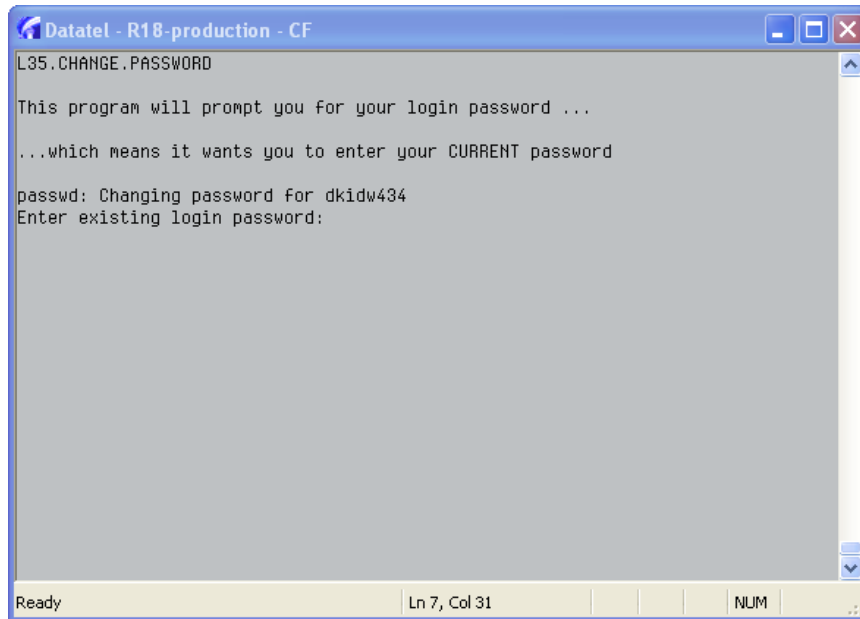 Datatel - R18-production - CF
L35.CHANGE.PASSWORD
This program will prompt you for your login password ...
...which means it wants you to enter your CURRENT password
passwd: Changing password for dkidw434
Enter existing login password:
Ready Ln 7, Col 31 NUM